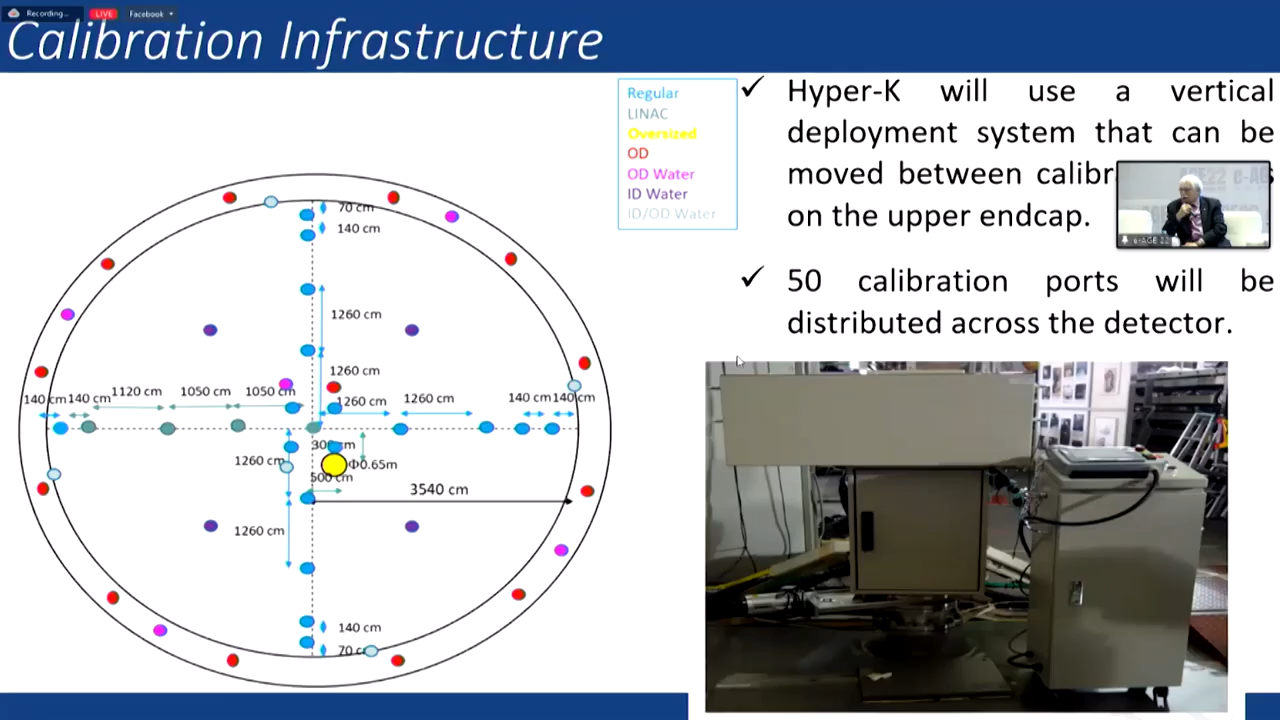 Recording...
LIVE
Facebook
Calibration Infrastructure
Regular
LINAC
Oversized
OD
OD Water
ID Water
ID/OD Water
✓ Hyper-K will use a vertical
deployment system that can be
moved between calibr
on the upper endcap.
✓ 50 calibration ports will be
distributed across the detector.
e-AGE 22
70 cm
140 cm
1260 cm
1260 cm
140 cm 140 cm 1120 cm 1050 cm 1050 cm 1260 cm 1260 cm 140 cm 140 cm
300 cm
1260 cm
Φ0.65m
500 cm
3540 cm
1260 cm
140 cm
70 c